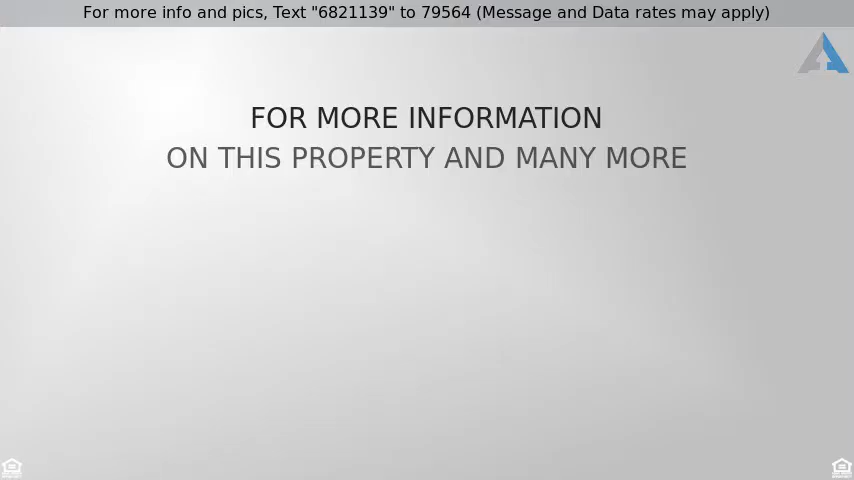 For more info and pics, Text "6821139" to 79564 (Message and Data rates may apply)
FOR MORE INFORMATION
ON THIS PROPERTY AND MANY MORE